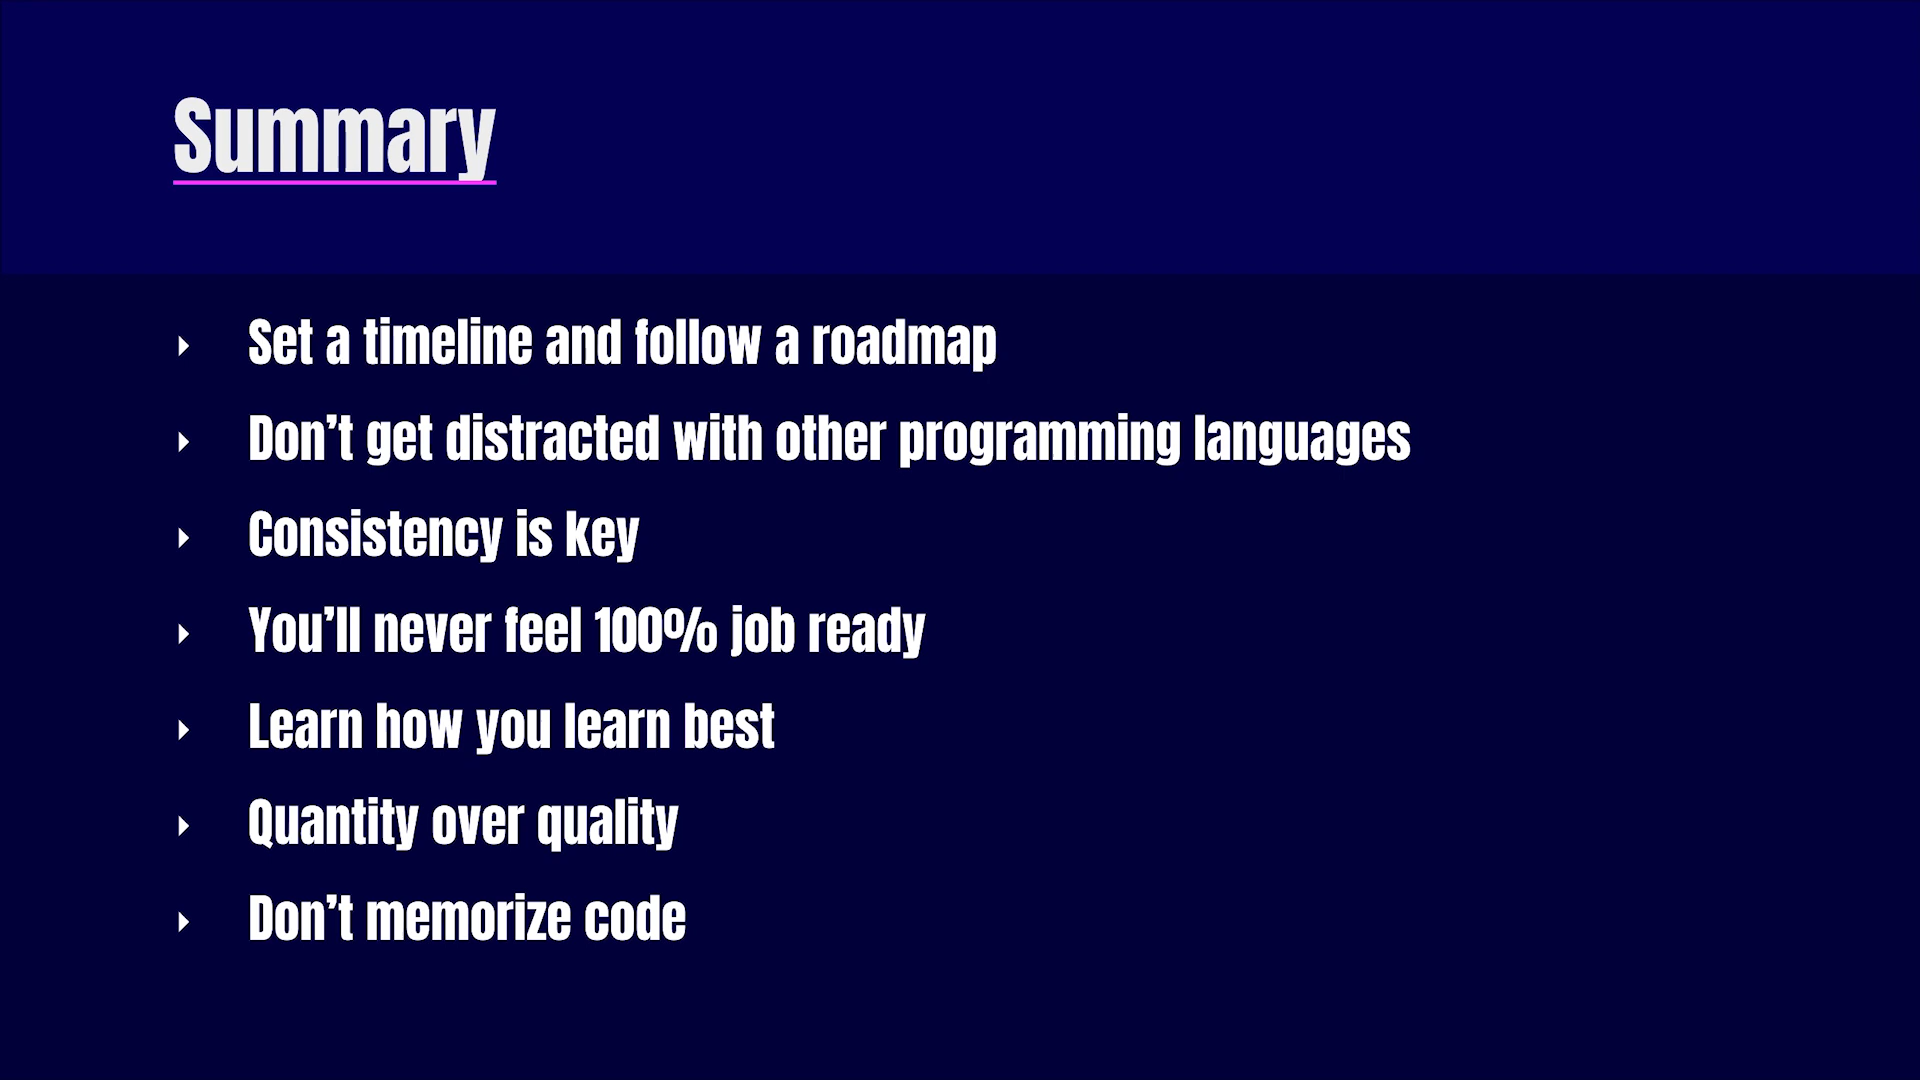 Summary
Set a timeline and follow a roadmap
Don’t get distracted with other programming languages
Consistency is key
You’ll never feel 100% job ready
Learn how you learn best
Quantity over quality
Don’t memorize code